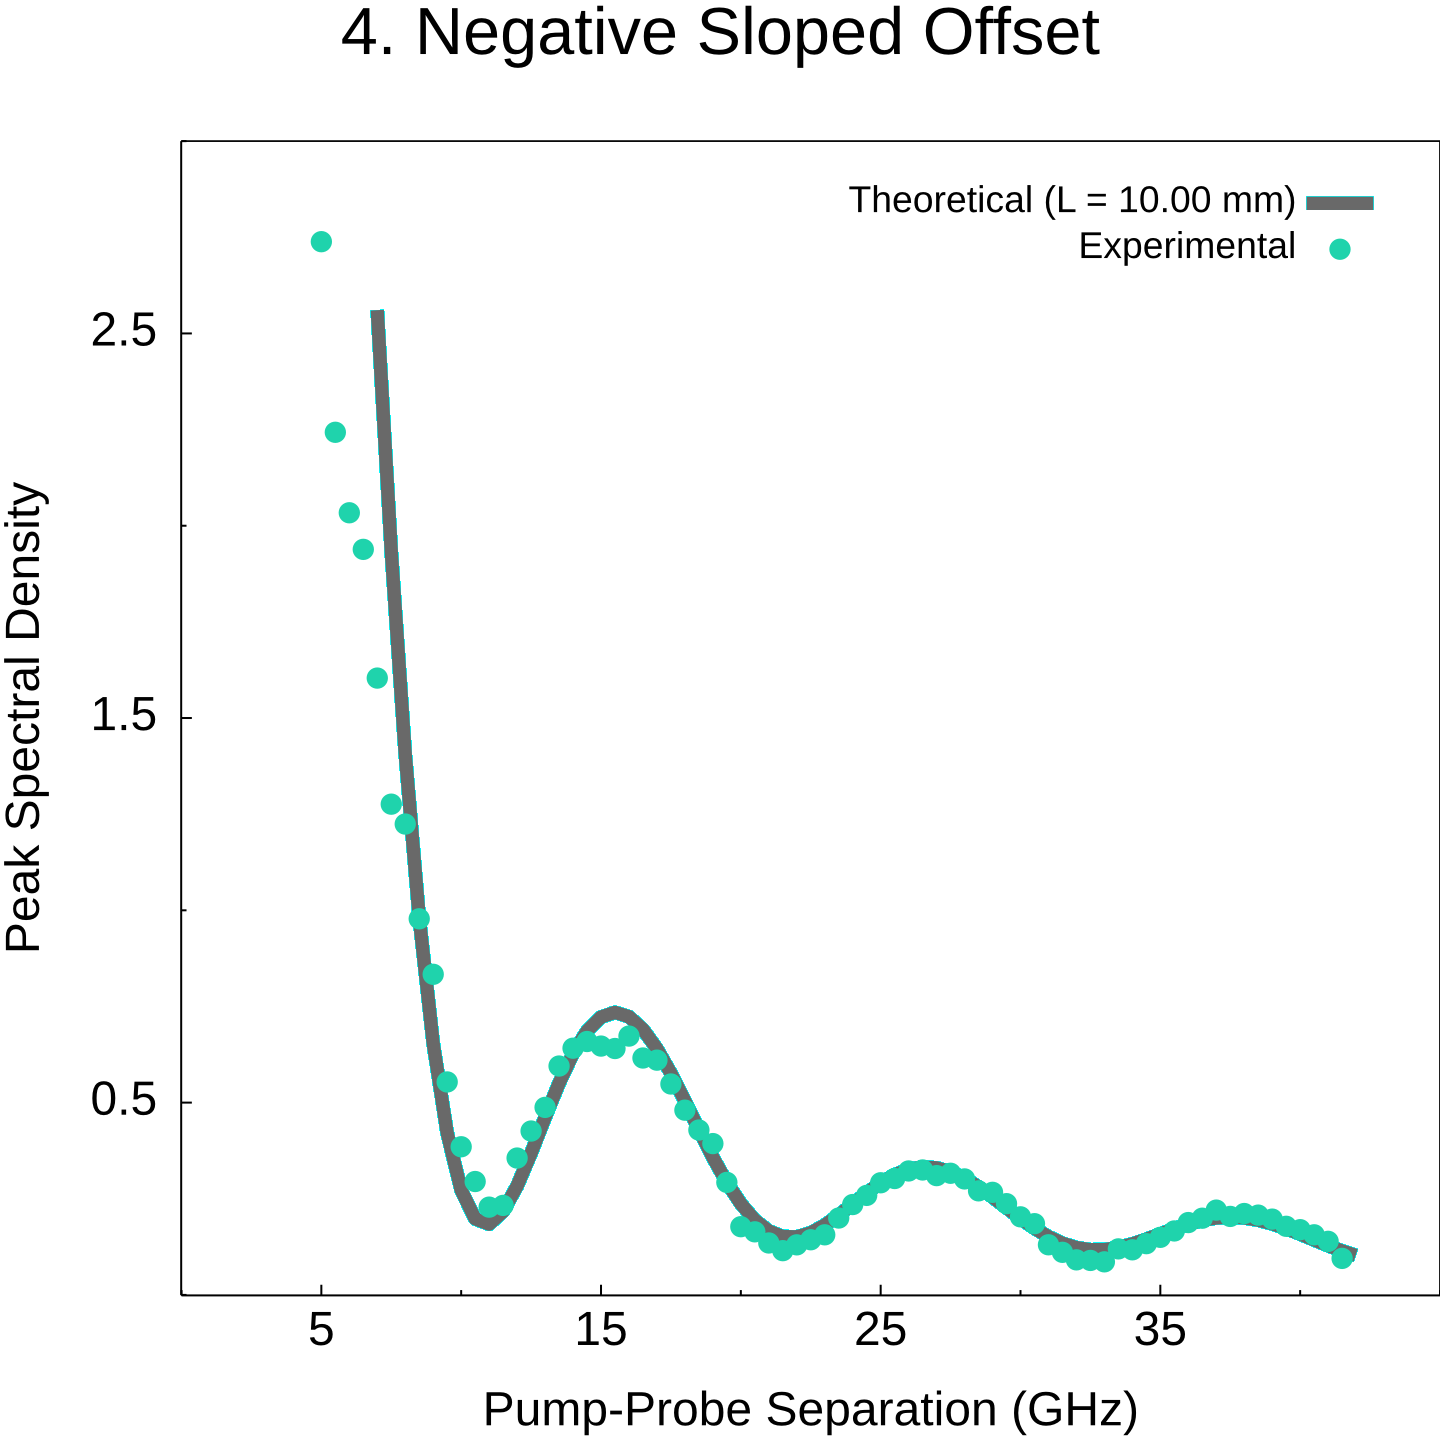 4. Negative Sloped Offset
Theoretical (L = 10.00 mm)
Experimental
2.5
1.5
0.5
Peak Spectral Density
5 15 25 35
Pump-Probe Separation (GHz)